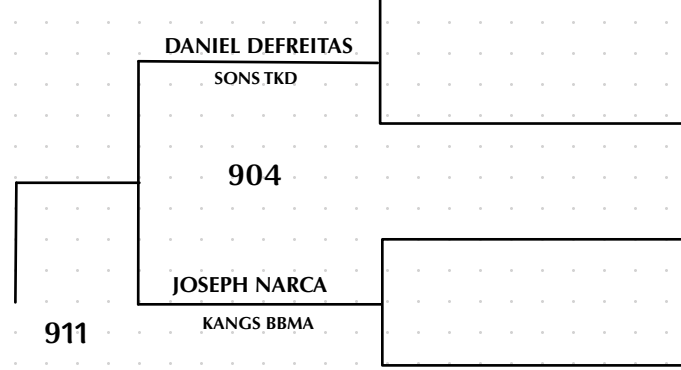 DANIEL DEFREITAS
SONS TKD
904
JOSEPH NARCA
KANGS BBMA
911